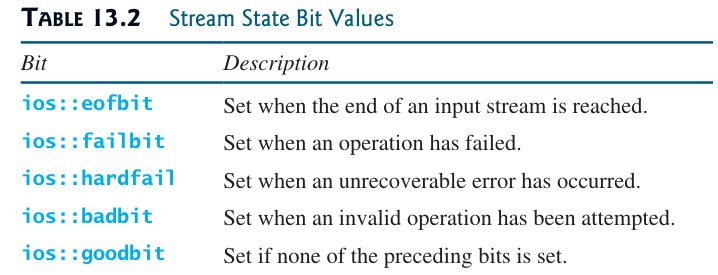 TABLE 13.2 Stream State Bit Values
Bit Description
ios::eofbit Set when the end of an input stream is reached.
ios::failbit Set when an operation has failed.
ios::hardfail Set when an unrecoverable error has occurred.
ios::badbit Set when an invalid operation has been attempted.
ios::goodbit Set if none of the preceding bits is set.